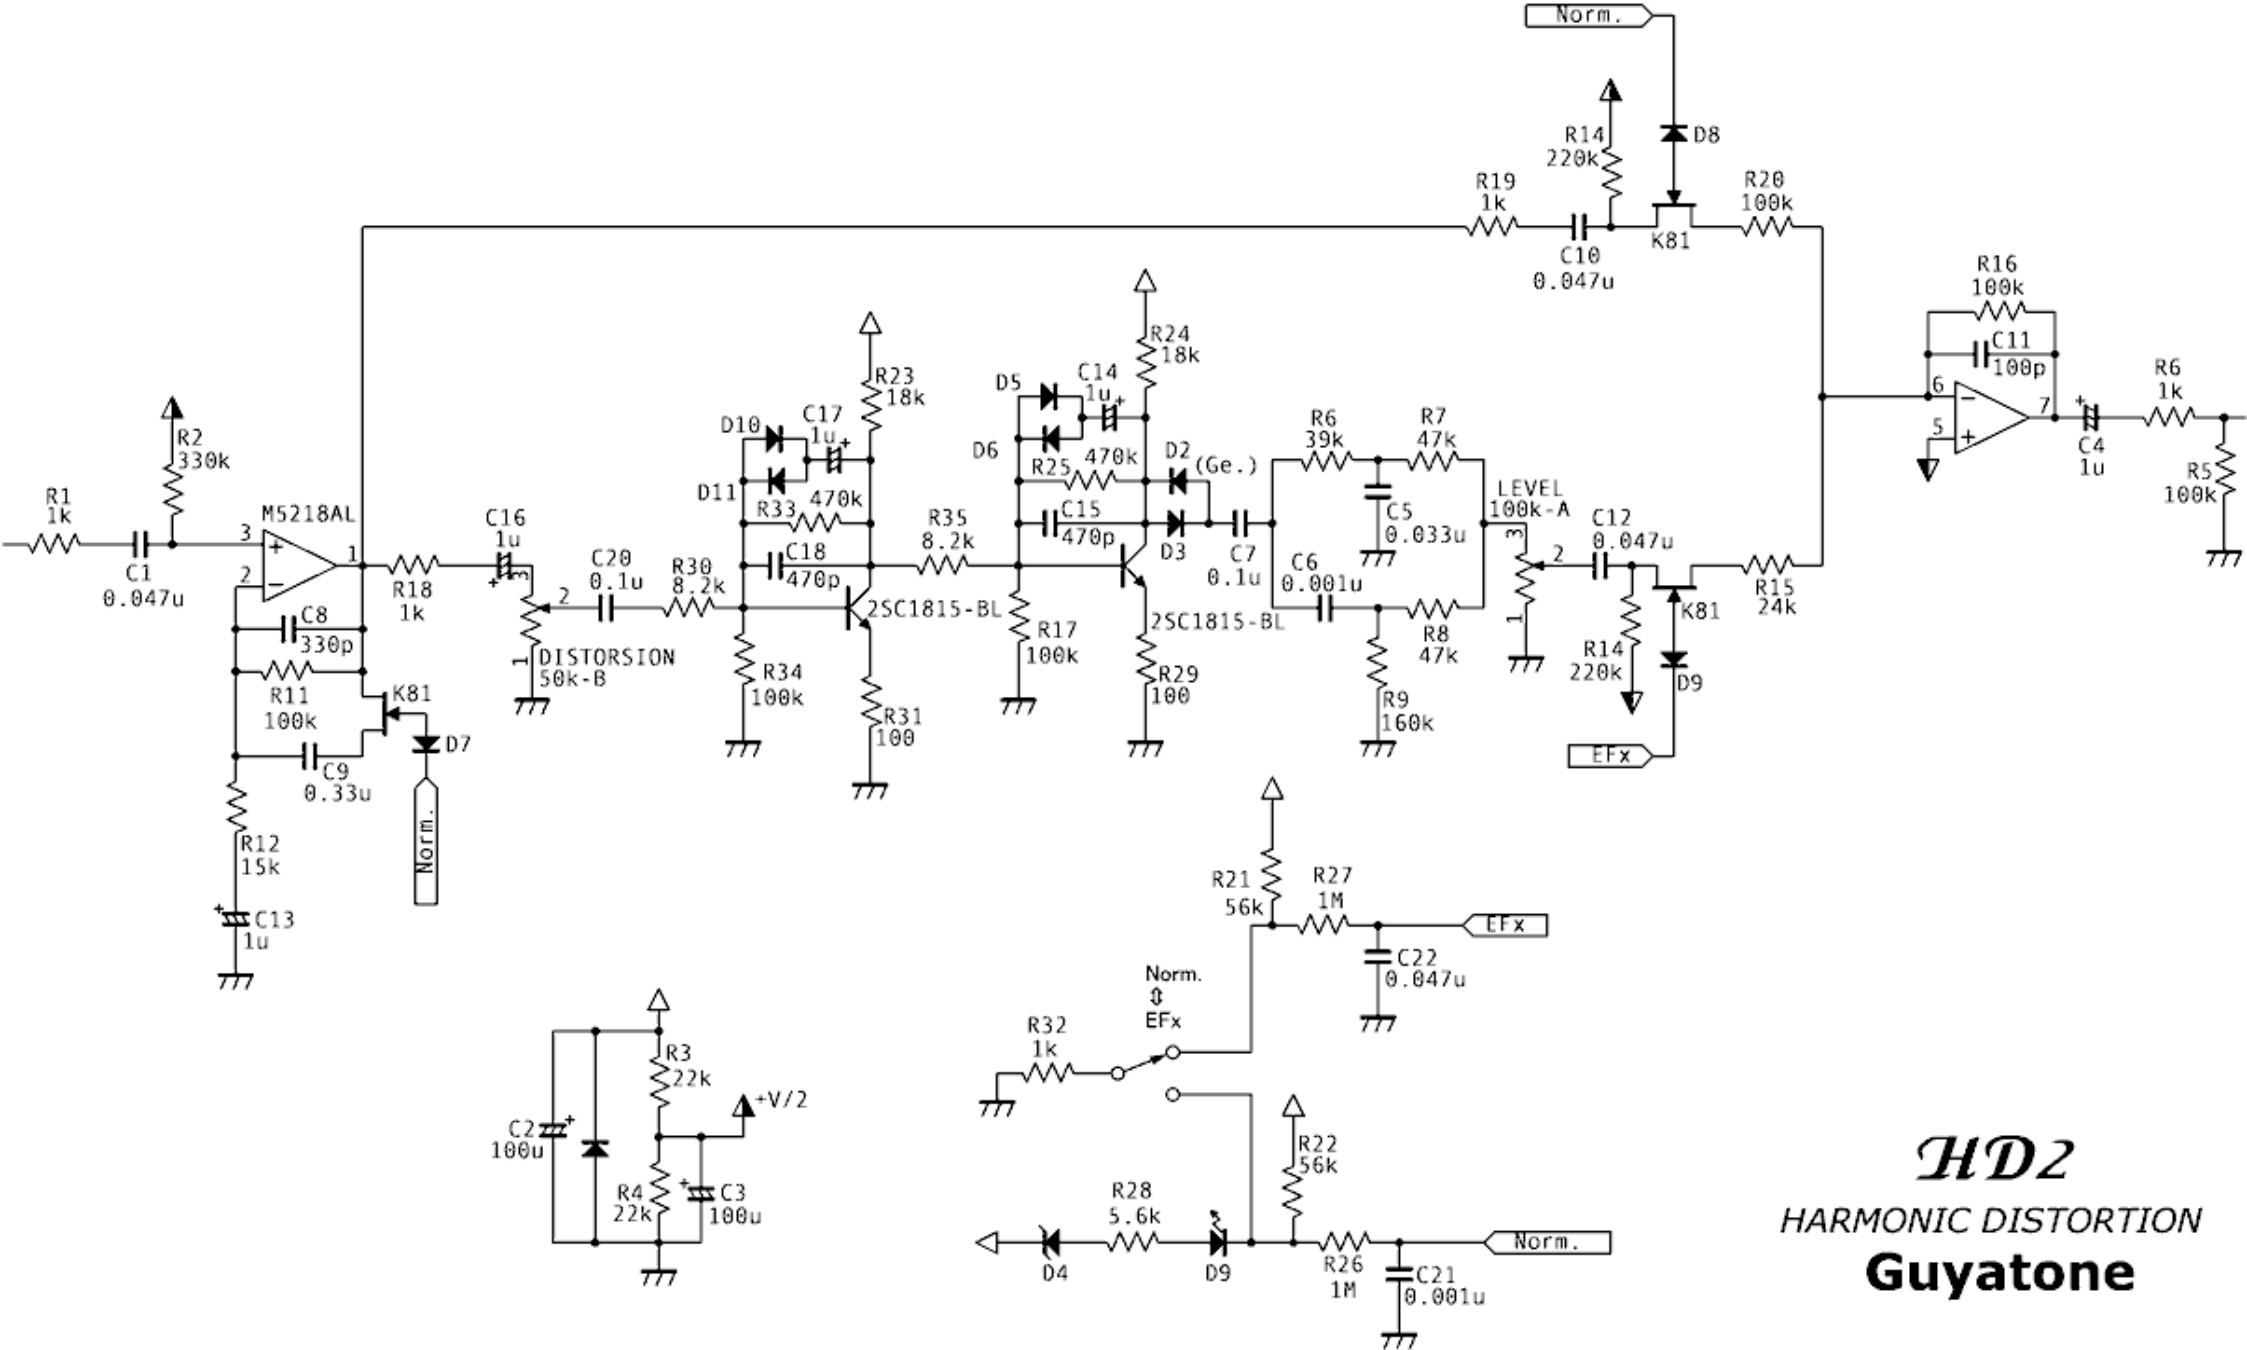 Norm.
R14
220k
D8
R19
1k
C10
0.047u
K81
R20
100k
R16
100k
C11
100p
6
5
7
C4
1u
R6
1k
R5
100k
R1
1k
C1
0.047u
R2
330k
M5218AL
3
2
1
C8
330p
R11
100k
K81
D7
C9
0.33u
Norm.
R12
15k
C13
1u
R18
1k
C16
1u
3
2
1
DISTORSION
50k-B
C20
0.1u
R30
8.2k
D10
D11
C17
1u
R23
18k
470k
R33
C18
470p
2SC1815-BL
R34
100k
R31
100
R35
8.2k
D5
D6
C14
1u
R24
18k
R25
470k
C15
470p
D2
(Ge.)
D3
2SC1815-BL
R17
100k
R29
100
C7
0.1u
R6
39k
R7
47k
C5
0.033u
C6
0.001u
R8
47k
R9
160k
LEVEL
100k-A
3
2
1
C12
0.047u
R14
220k
K81
D9
R15
24k
EFx
R21
56k
R27
1M
EFx
C22
0.047u
Norm.
⇕
EFx
R32
1k
R22
56k
R28
5.6k
D4
D9
R26
1M
Norm.
C21
0.001u
R3
22k
+V/2
C2
100u
R4
22k
C3
100u
HD2
HARMONIC DISTORTION
Guyatone